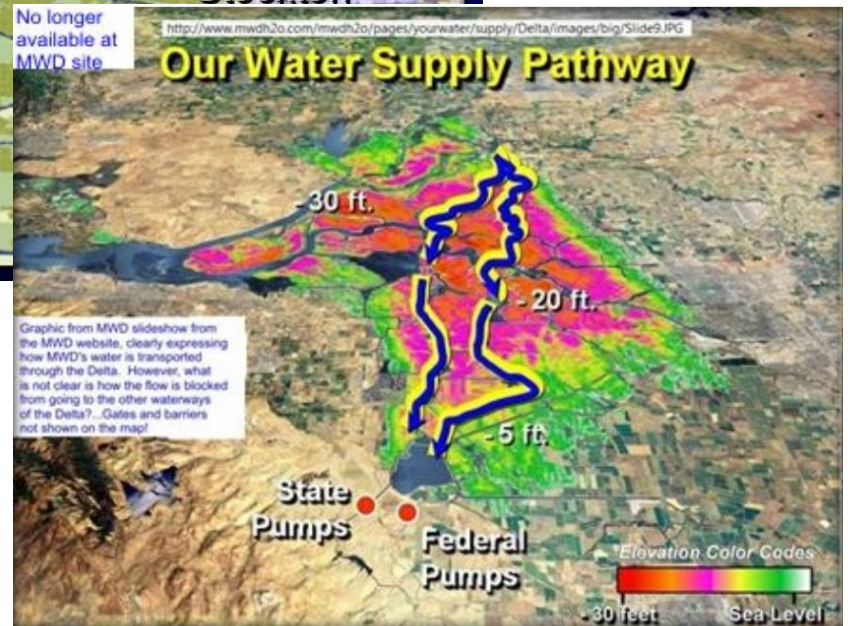 Stockton
No longer
available at
MWD site
http://www.mwdh2o.com/mwdh2o/pages/yourwater/supply/Delta/images/big/Slide9.JPG
Our Water Supply Pathway
- 30 ft.
- 20 ft.
Graphic from MWD slideshow from
the MWD website, clearly expressing
how MWD's water is transported
through the Delta. However, what
is not clear is how the flow is blocked
from going to the other waterways
of the Delta?...Gates and barriers
not shown on the map!
- 5 ft.
State
Pumps
Federal
Pumps
*Elevation Color Codes
- 30 feet
Sea Level